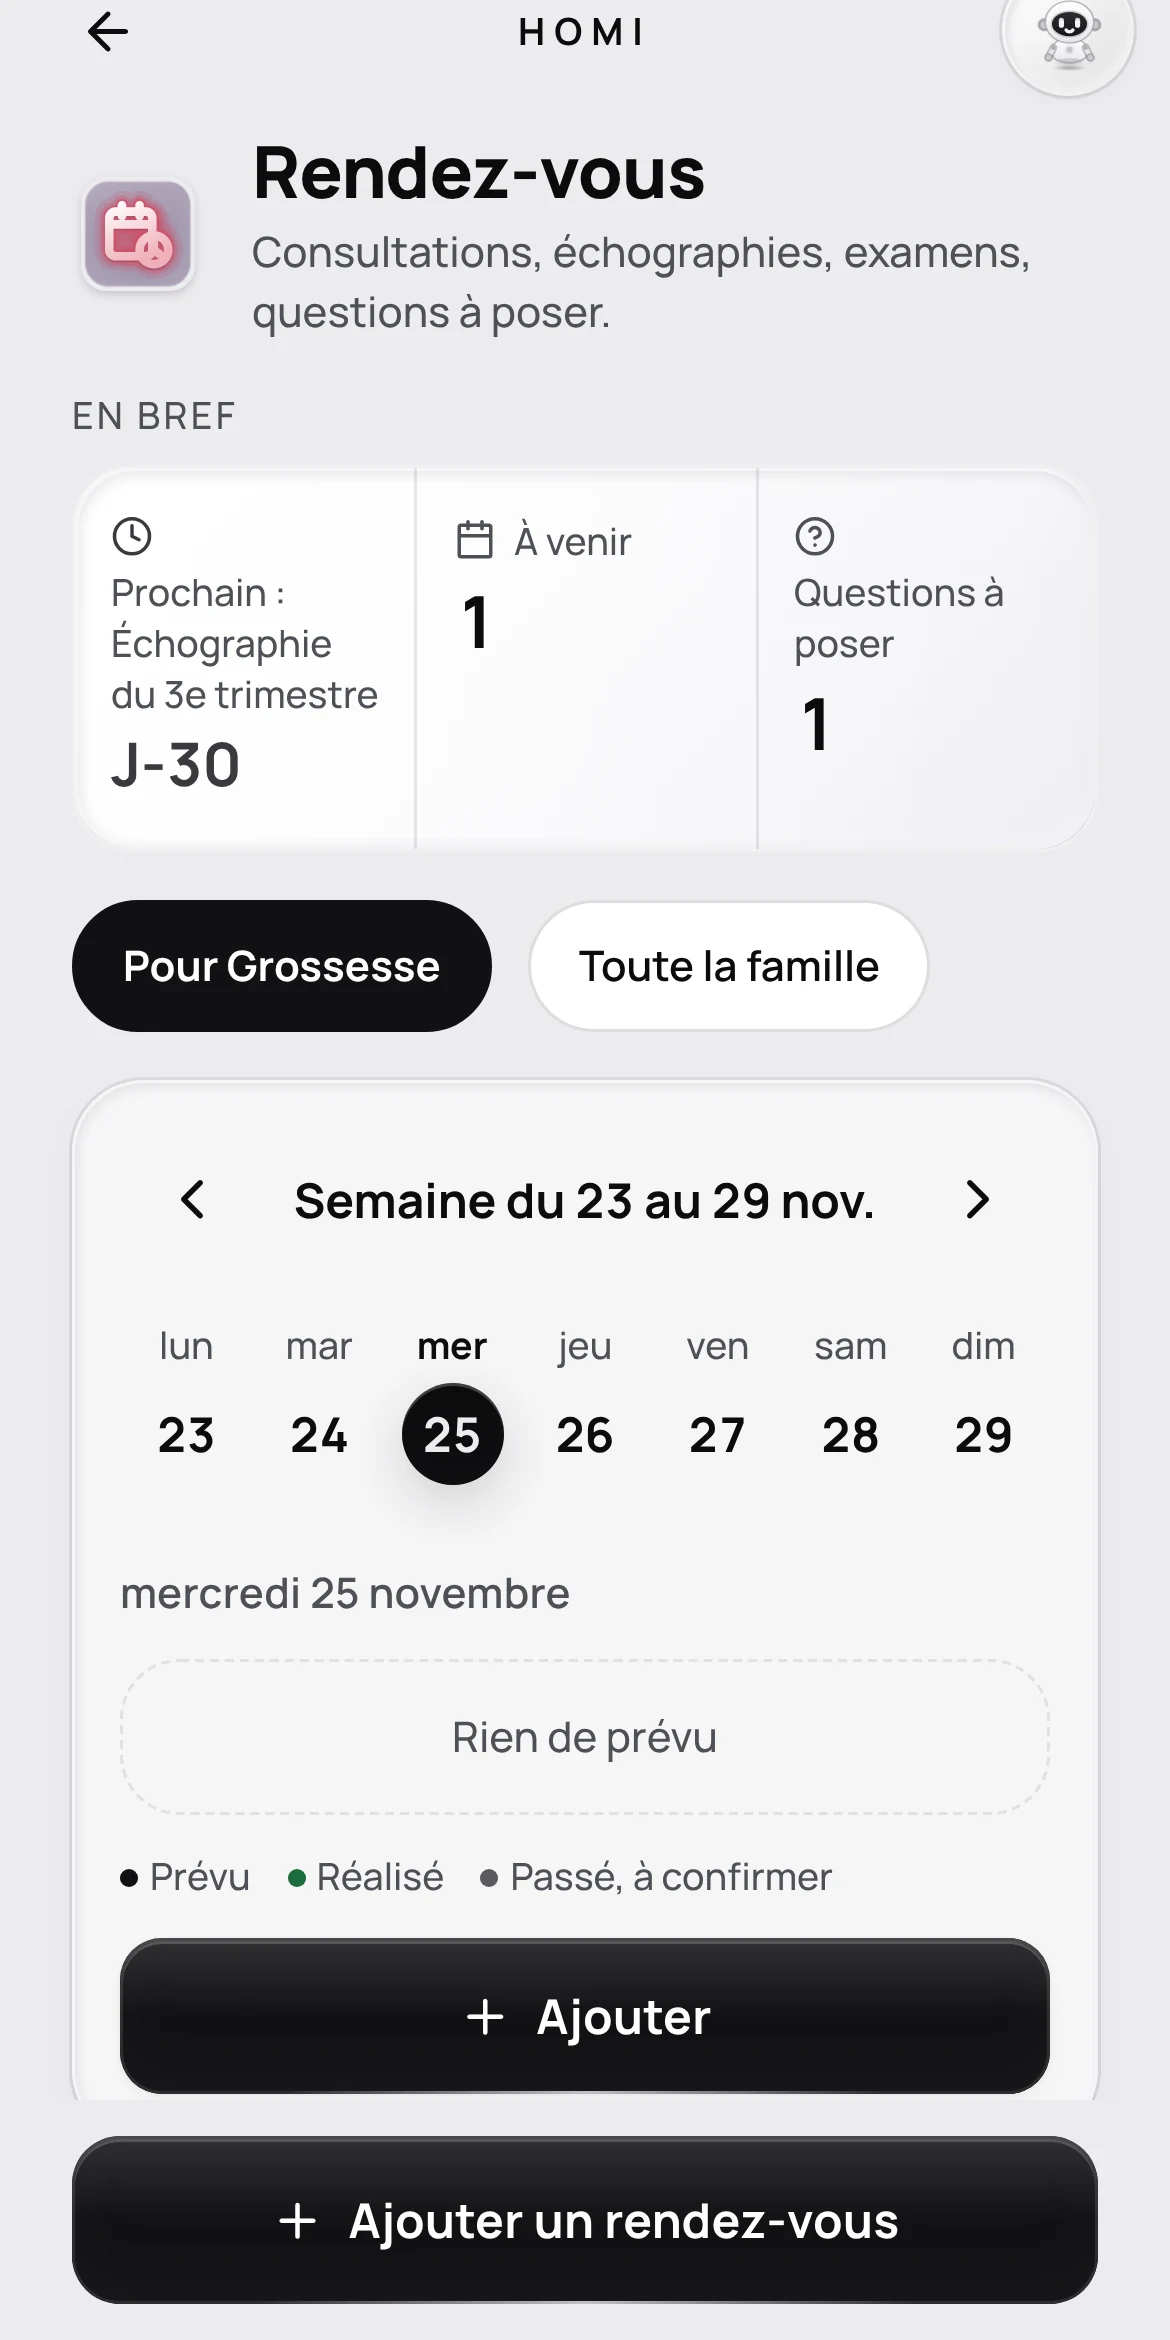 HOMI
Rendez-vous
Consultations, échographies, examens,
questions à poser.
EN BREF
Prochain :
Échographie
du 3e trimestre
J-30
À venir
1
Questions à
poser
1
Pour Grossesse
Toute la famille
Semaine du 23 au 29 nov.
lun mar mer jeu ven sam dim
23 24 25 26 27 28 29
mercredi 25 novembre
Rien de prévu
Prévu Réalisé Passé, à confirmer
+ Ajouter
+ Ajouter un rendez-vous